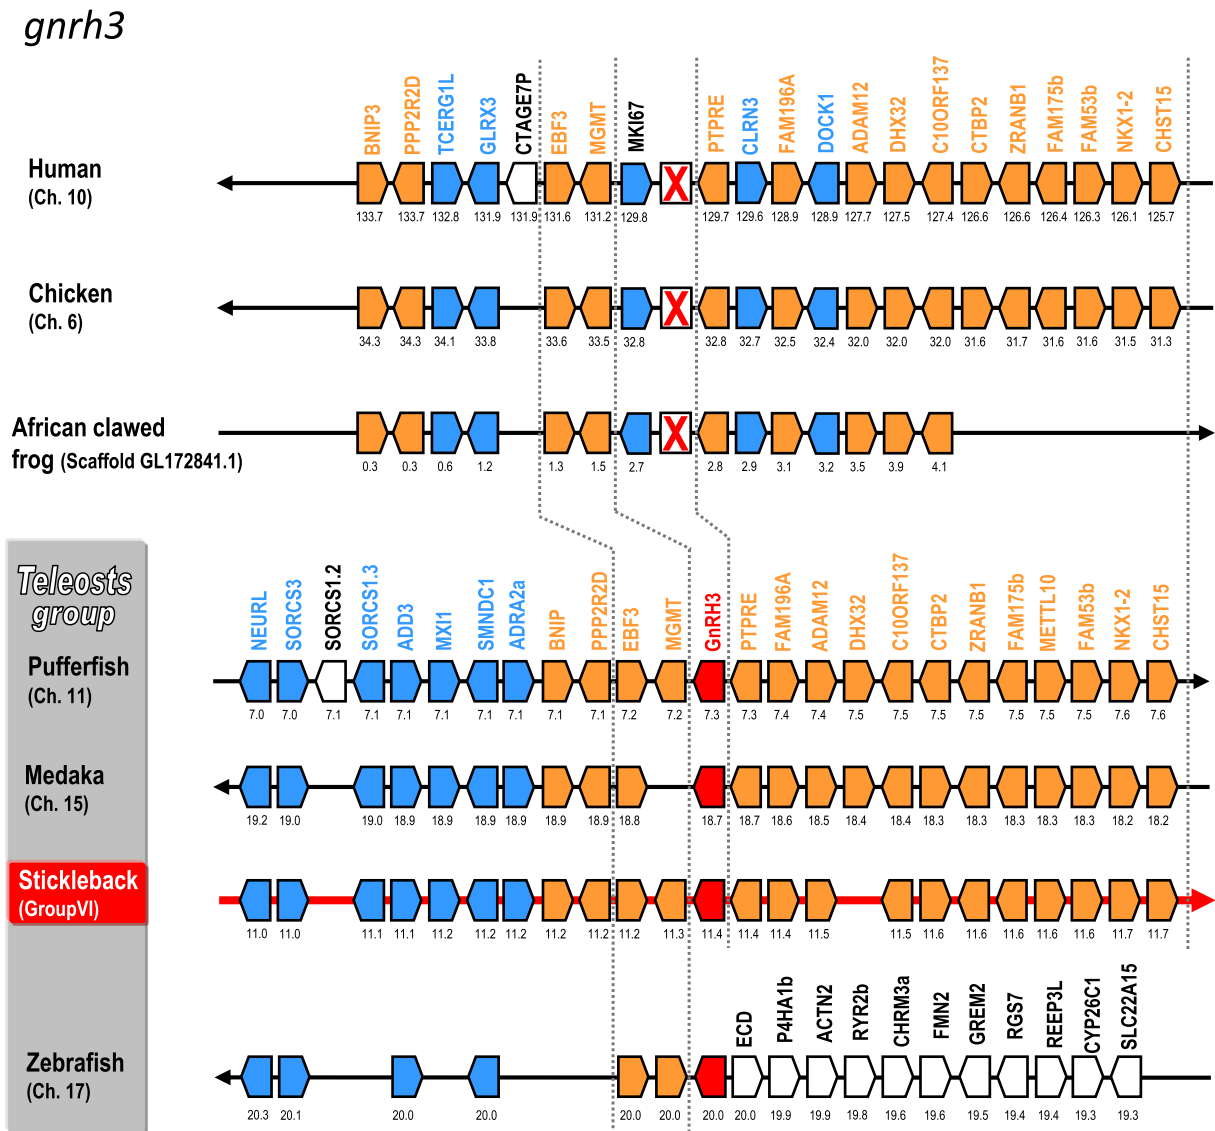 gnrh3
BNIP3 PPP2R2D TCERG1L GLRX3 CTAGE7P EBF3 MGMT MKI67 PTPRE CLRN3 FAM196A DOCK1 ADAM12 DHX32 C10ORF137 CTBP2 ZRANB1 FAM175b FAM53b NKX1-2 CHST15
Human
(Ch. 10)
X
133.7 133.7 132.8 131.9 131.9 131.6 131.2 129.8 129.7 129.6 128.9 128.9 127.7 127.5 127.4 126.6 126.6 126.4 126.3 126.1 125.7
Chicken
(Ch. 6)
X
34.3 34.3 34.1 33.8 33.6 33.5 32.8 32.8 32.7 32.5 32.4 32.0 32.0 32.0 31.6 31.7 31.6 31.6 31.5 31.3
African clawed
frog (Scaffold GL172841.1)
X
0.3 0.3 0.6 1.2 1.3 1.5 2.7 2.8 2.9 3.1 3.2 3.5 3.9 4.1
Teleosts
group
NEURL SORCS3 SORCS1.2 SORCS1.3 ADD3 MXI1 SMNDC1 ADRA2a BNIP PPP2R2D EBF3 MGMT GnRH3 PTPRE FAM196A ADAM12 DHX32 C10ORF137 CTBP2 ZRANB1 FAM175b METTL10 FAM53b NKX1-2 CHST15
Pufferfish
(Ch. 11)
7.0 7.0 7.1 7.1 7.1 7.1 7.1 7.1 7.1 7.1 7.2 7.2 7.3 7.3 7.4 7.4 7.5 7.5 7.5 7.5 7.5 7.5 7.5 7.6 7.6
Medaka
(Ch. 15)
19.2 19.0 19.0 18.9 18.9 18.9 18.9 18.9 18.9 18.8 18.7 18.7 18.6 18.5 18.4 18.4 18.3 18.3 18.3 18.3 18.3 18.2 18.2
Stickleback
(GroupVI)
11.0 11.0 11.1 11.1 11.2 11.2 11.2 11.2 11.2 11.2 11.3 11.4 11.4 11.4 11.5 11.5 11.6 11.6 11.6 11.6 11.6 11.7 11.7
ECD P4HA1b ACTN2 RYR2b CHRM3a FMN2 GREM2 RGS7 REEP3L CYP26C1 SLC22A15
Zebrafish
(Ch. 17)
20.3 20.1 20.0 20.0 20.0 20.0 20.0 20.0 19.9 19.9 19.8 19.6 19.6 19.5 19.4 19.4 19.3 19.3